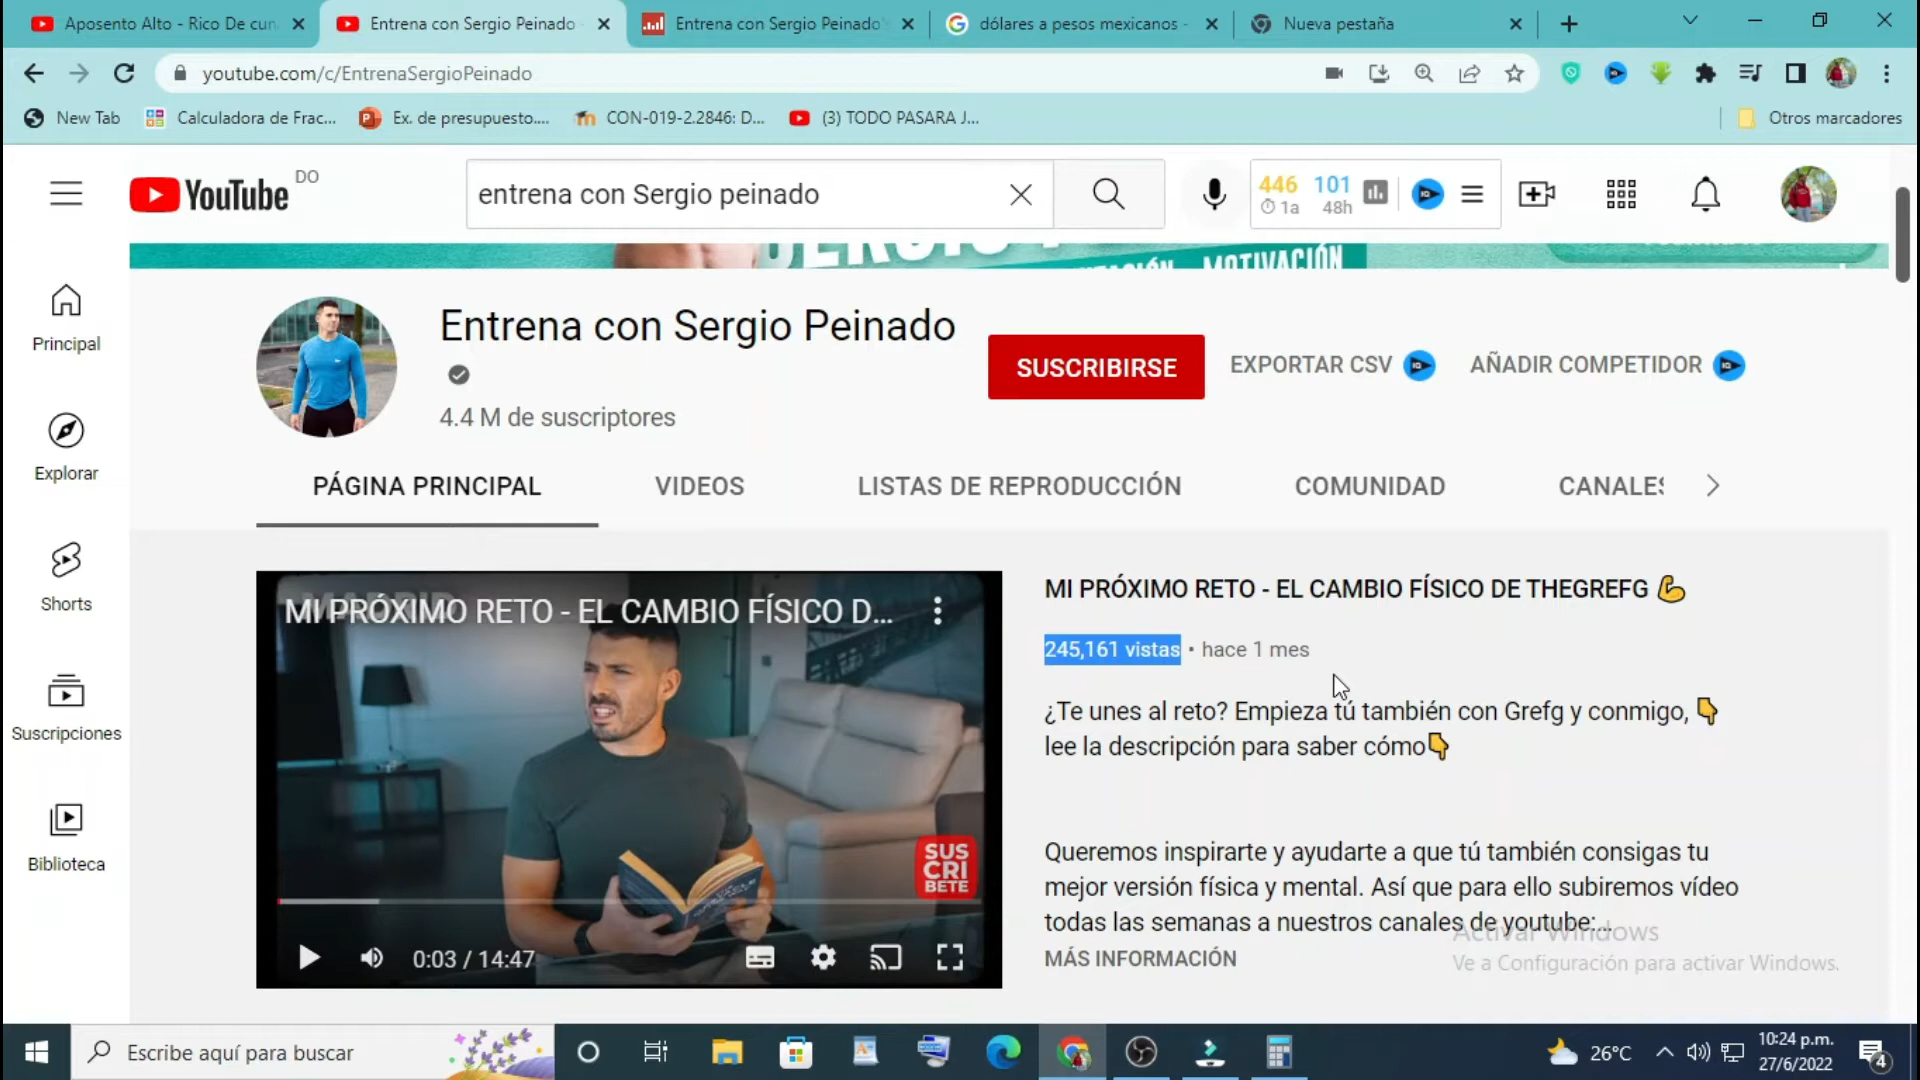 Aposento Alto - Rico De cun
Entrena con Sergio Peinado -
Entrena con Sergio Peinado's
dólares a pesos mexicanos -
Nueva pestaña
youtube.com/c/EntrenaSergioPeinado
New Tab
Calculadora de Frac...
Ex. de presupuesto....
CON-019-2.2846: D...
(3) TODO PASARA J...
Otros marcadores
YouTube DO
entrena con Sergio peinado
446 101
1a 48h
MOTIVACIÓN
Principal
Explorar
Shorts
Suscripciones
Biblioteca
Entrena con Sergio Peinado
4.4 M de suscriptores
SUSCRIBIRSE
EXPORTAR CSV
AÑADIR COMPETIDOR
PÁGINA PRINCIPAL
VIDEOS
LISTAS DE REPRODUCCIÓN
COMUNIDAD
CANALES
MI PRÓXIMO RETO - EL CAMBIO FÍSICO D...
SUS
CRI
BETE
0:03 / 14:47
MI PRÓXIMO RETO - EL CAMBIO FÍSICO DE THEGREFG 💪
245,161 vistas • hace 1 mes
¿Te unes al reto? Empieza tú también con Grefg y conmigo, 👇
lee la descripción para saber cómo👇
Queremos inspirarte y ayudarte a que tú también consigas tu
mejor versión física y mental. Así que para ello subiremos vídeo
todas las semanas a nuestros canales de youtube:...
MÁS INFORMACIÓN
Activar Windows
Ve a Configuración para activar Windows.
Escribe aquí para buscar
26°C
10:24 p.m.
27/6/2022
4